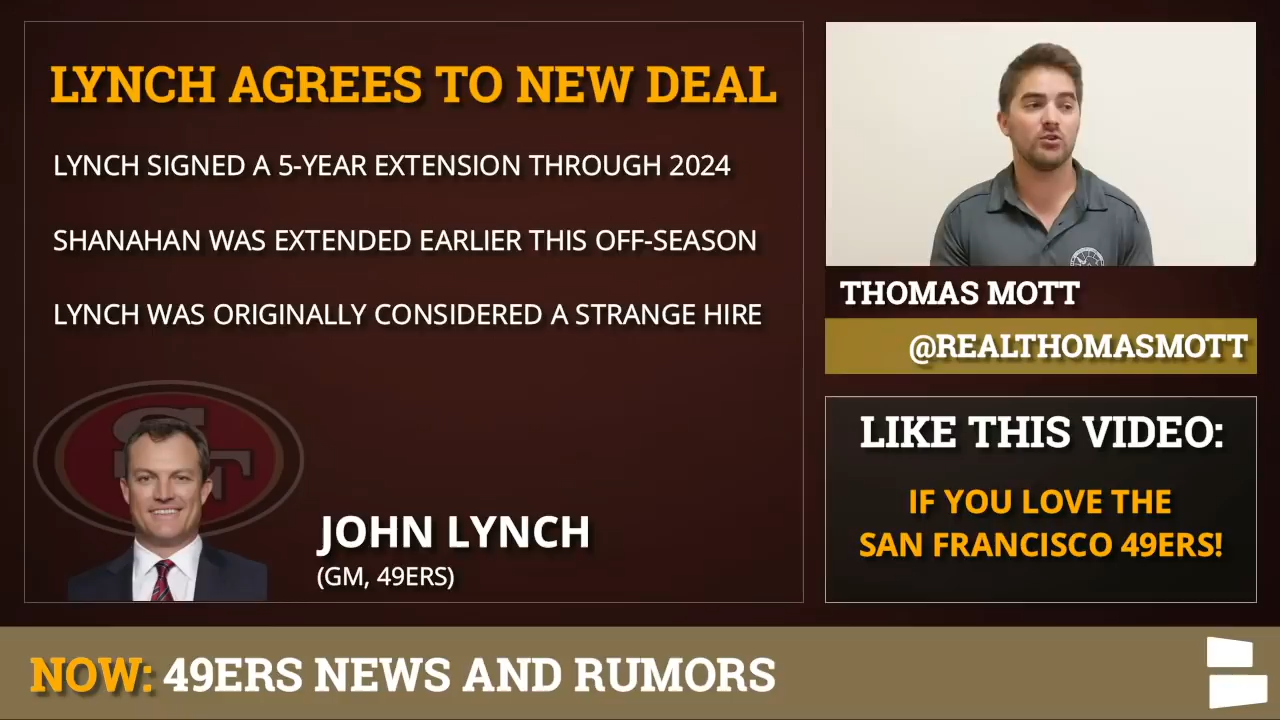 LYNCH AGREES TO NEW DEAL
LYNCH SIGNED A 5-YEAR EXTENSION THROUGH 2024
SHANAHAN WAS EXTENDED EARLIER THIS OFF-SEASON
LYNCH WAS ORIGINALLY CONSIDERED A STRANGE HIRE
SF
JOHN LYNCH
(GM, 49ERS)
THOMAS MOTT
@REALTHOMASMOTT
LIKE THIS VIDEO:
IF YOU LOVE THE
SAN FRANCISCO 49ERS!
NOW: 49ERS NEWS AND RUMORS